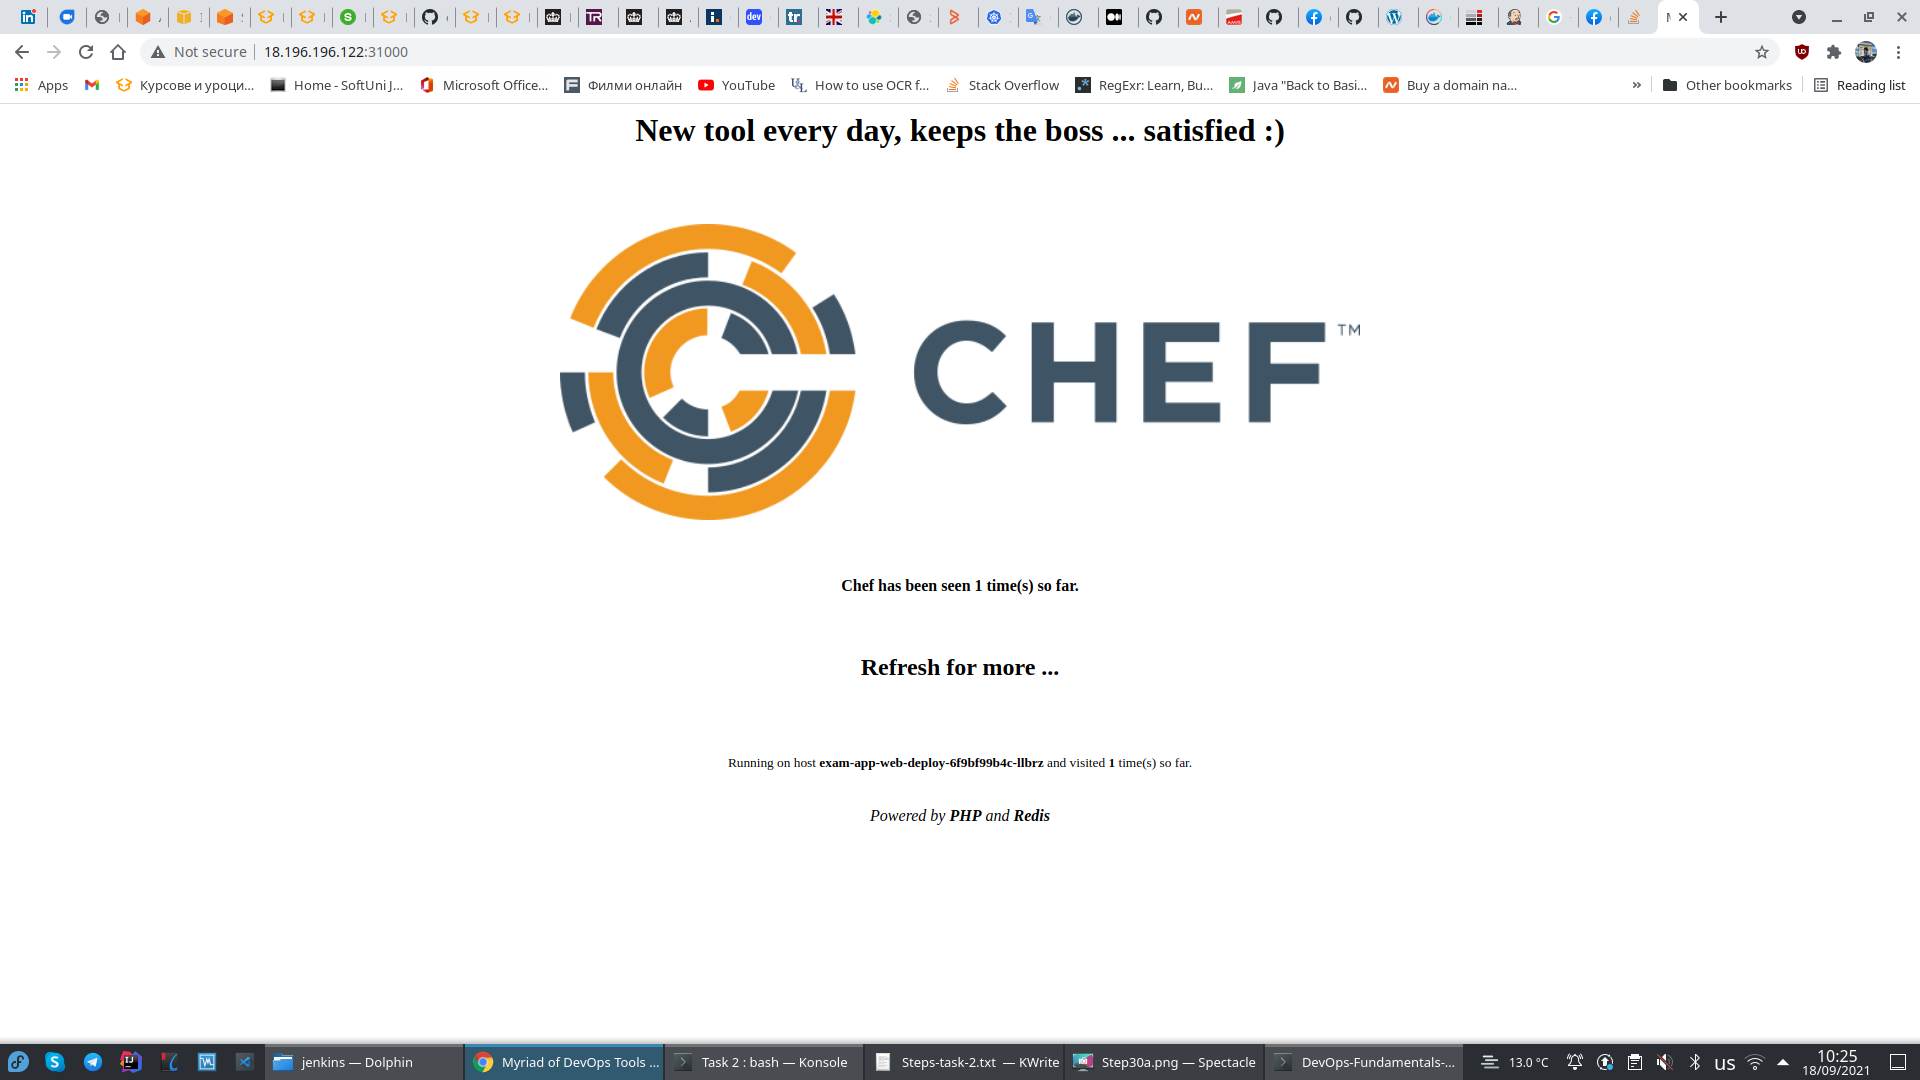 Not secure
18.196.196.122:31000
Apps
Курсове и уроци...
Home - SoftUni J...
Microsoft Office...
Филми онлайн
YouTube
How to use OCR f...
Stack Overflow
RegExr: Learn, Bu...
Java "Back to Basi...
Buy a domain na...
»
Other bookmarks
Reading list
New tool every day, keeps the boss ... satisfied :)
CHEF™
Chef has been seen 1 time(s) so far.
Refresh for more ...
Running on host exam-app-web-deploy-6f9bf99b4c-llbrz and visited 1 time(s) so far.
Powered by PHP and Redis
jenkins — Dolphin
Myriad of DevOps Tools ...
Task 2 : bash — Konsole
Steps-task-2.txt — KWrite
Step30a.png — Spectacle
DevOps-Fundamentals-...
13.0 °C
us
10:25
18/09/2021